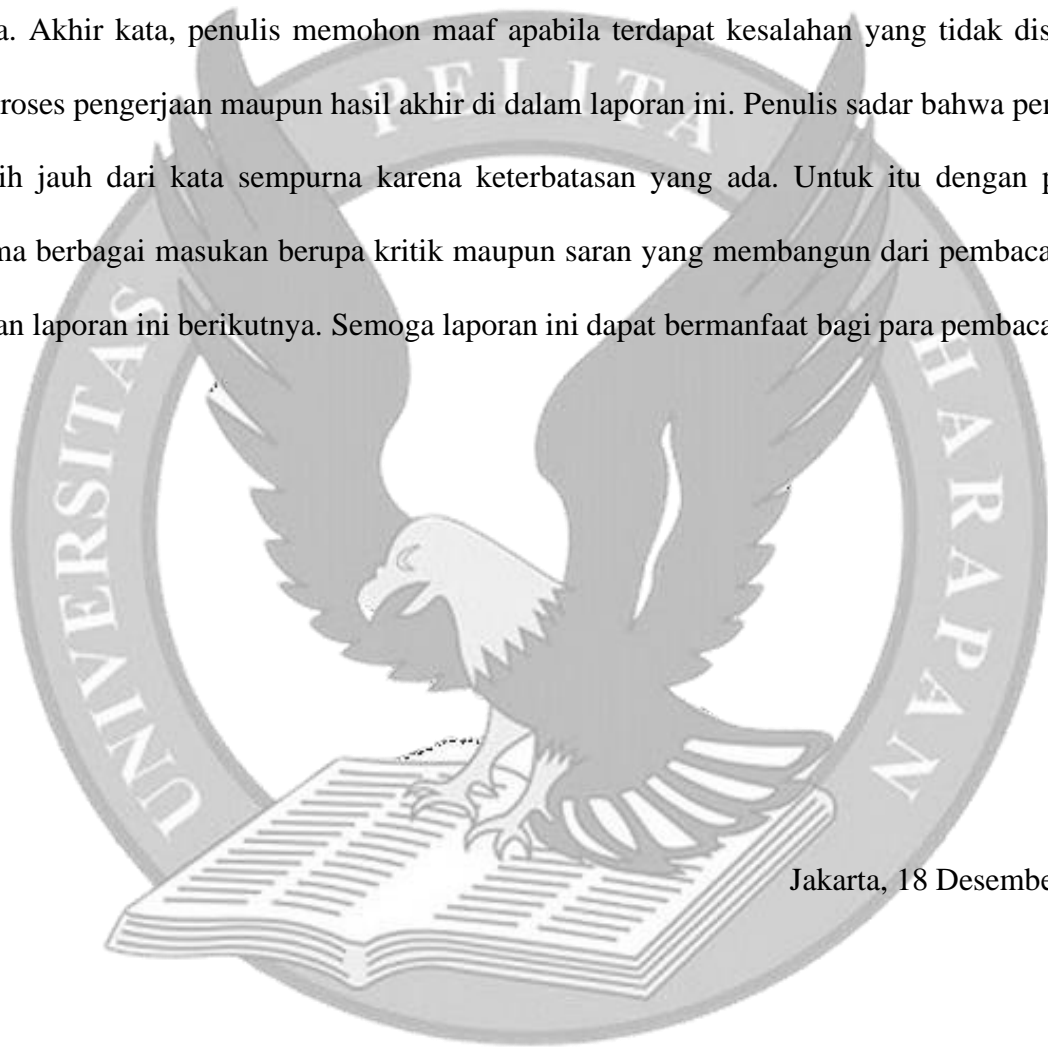 a. Akhir kata, penulis memohon maaf apabila terdapat kesalahan yang tidak dis
roses pengerjaan maupun hasil akhir di dalam laporan ini. Penulis sadar bahwa per
ih jauh dari kata sempurna karena keterbatasan yang ada. Untuk itu dengan p
na berbagai masukan berupa kritik maupun saran yang membangun dari pembaca
an laporan ini berikutnya. Semoga laporan ini dapat bermanfaat bagi para pembaca
UNIVERSITAS
PELITA
HARAPAN
Jakarta, 18 Desembe